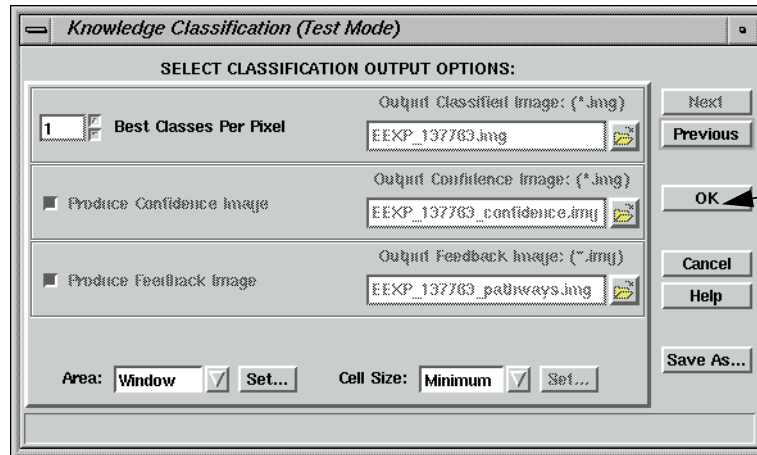 Knowledge Classification (Test Mode)
SELECT CLASSIFICATION OUTPUT OPTIONS:
Output Classified Image: (*.img)
1 Best Classes Per Pixel
EEXP_137763.img
Output Confidence Image: (*.img)
Produce Confidence Image
EEXP_137763_confidence.img
Output Feedback Image: (*.img)
Produce Feedback Image
EEXP_137763_pathways.img
Area: Window Set... Cell Size: Minimum Set...
Next
Previous
OK
Cancel
Help
Save As...